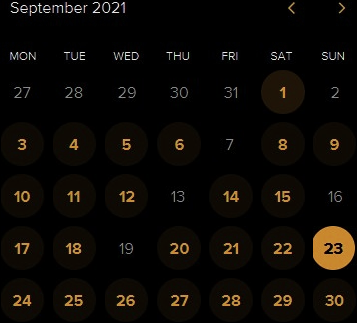 September 2021
MON TUE WED THU FRI SAT SUN
27 28 29 30 31 1 2
3 4 5 6 7 8 9
10 11 12 13 14 15 16
17 18 19 20 21 22 23
24 25 26 27 28 29 30